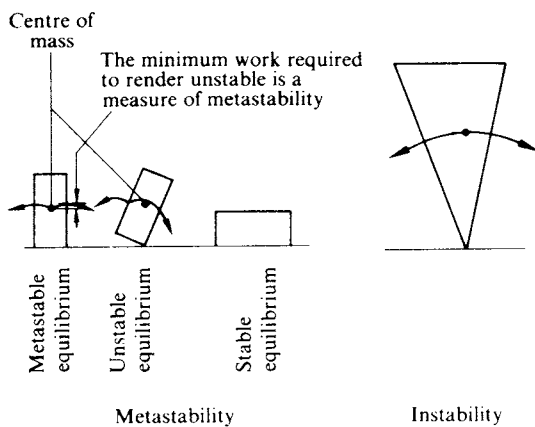 Centre of
mass
The minimum work required
to render unstable is a
measure of metastability
Metastable
equilibrium
Unstable
equilibrium
Stable
equilibrium
Metastability
Instability